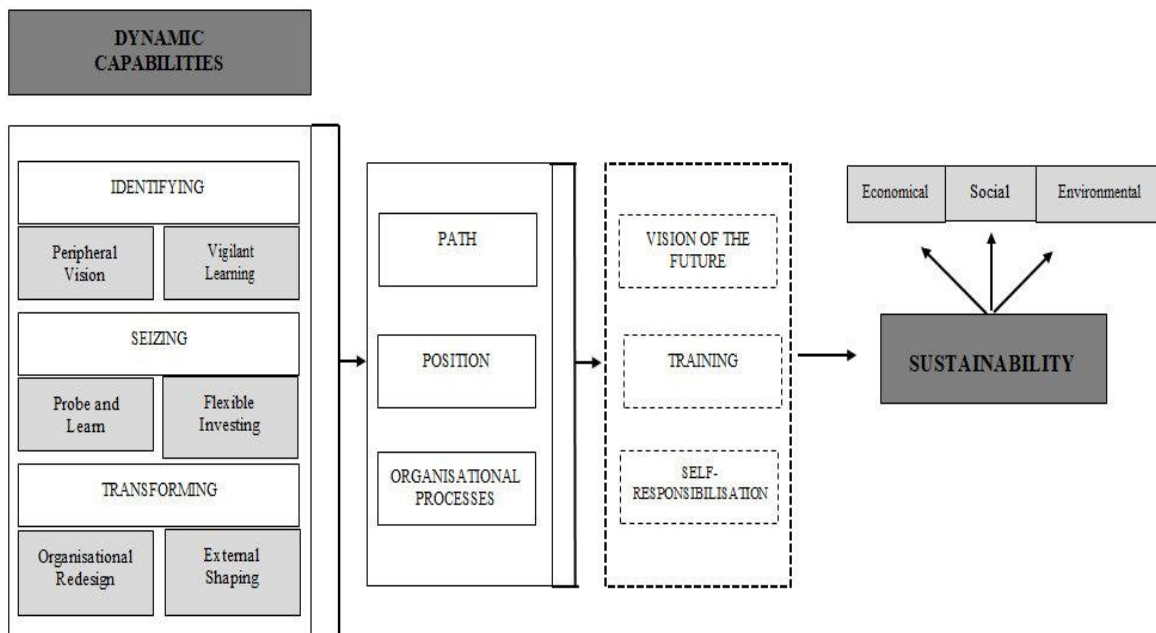 DYNAMIC
CAPABILITIES
IDENTIFYING
Peripheral
Vision
Vigilant
Learning
SEIZING
Probe and
Learn
Flexible
Investing
TRANSFORMING
Organisational
Redesign
External
Shaping
PATH
POSITION
ORGANISATIONAL
PROCESSES
VISION OF THE
FUTURE
TRAINING
SELF-
RESPONSIBILISATION
Economical
Social
Environmental
SUSTAINABILITY